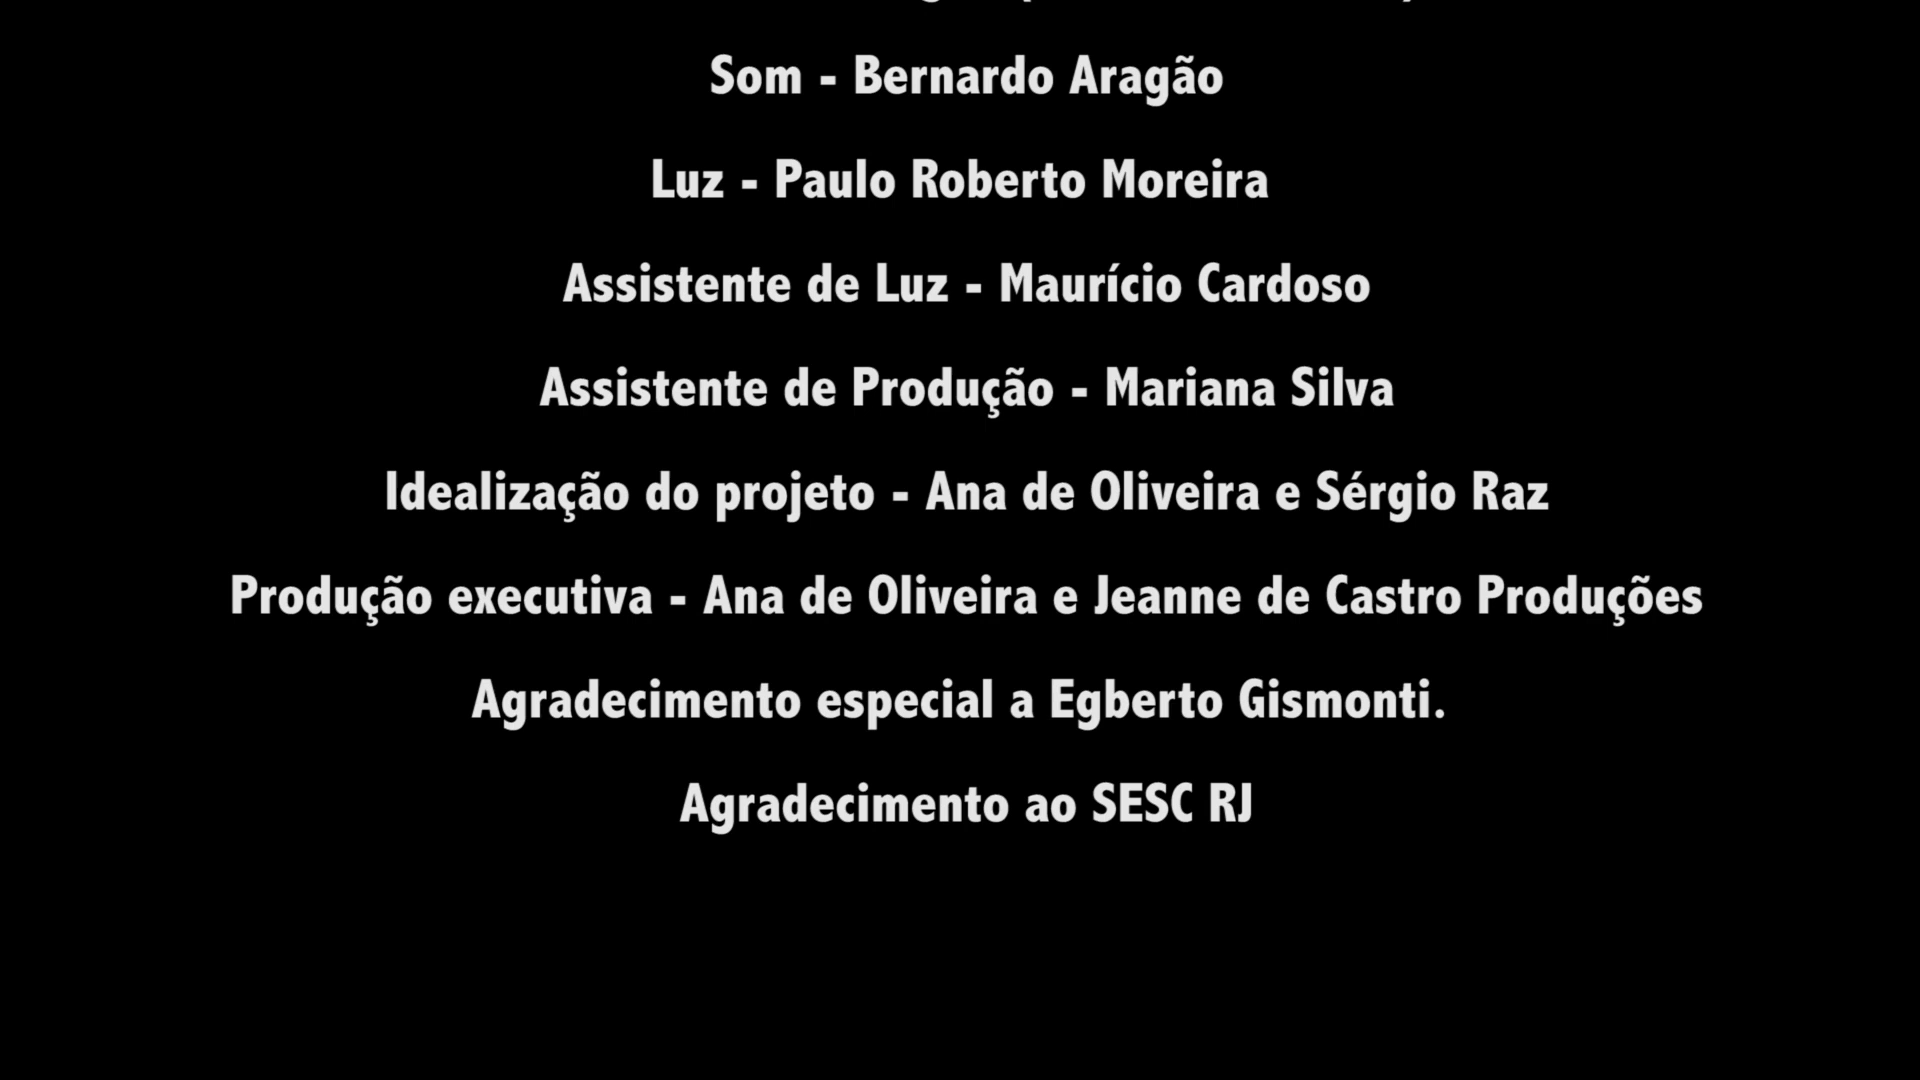 Som - Bernardo Aragão
Luz - Paulo Roberto Moreira
Assistente de Luz - Maurício Cardoso
Assistente de Produção - Mariana Silva
Idealização do projeto - Ana de Oliveira e Sérgio Raz
Produção executiva - Ana de Oliveira e Jeanne de Castro Produções
Agradecimento especial a Egberto Gismonti.
Agradecimento ao SESC RJ